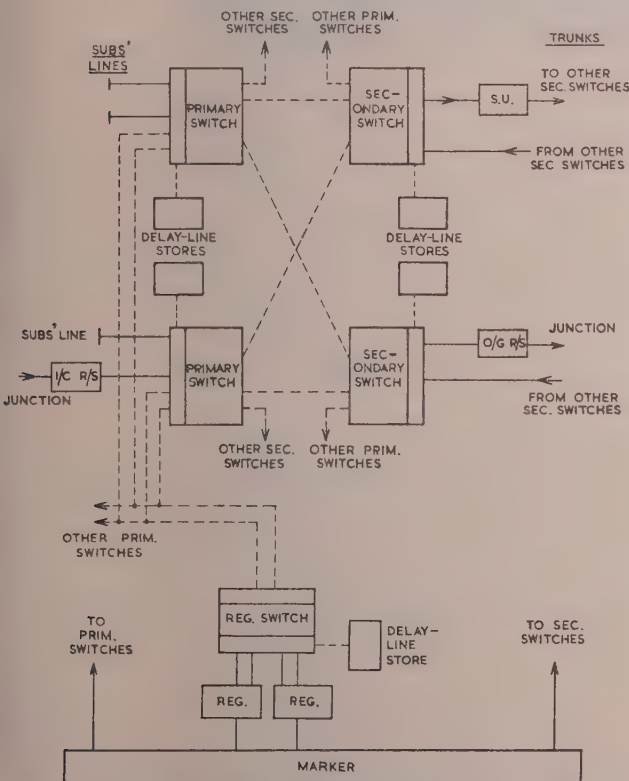 OTHER SEC.
SWITCHES
OTHER PRIM.
SWITCHES
TRUNKS
SUBS'
LINES
PRIMARY
SWITCH
SEC-
ONDARY
SWITCH
S.U.
TO OTHER
SEC. SWITCHES
FROM OTHER
SEC SWITCHES
DELAY-LINE
STORES
DELAY-LINE
STORES
SUBS' LINE
I/C R/S
JUNCTION
PRIMARY
SWITCH
SEC-
ONDARY
SWITCH
O/G R/S
JUNCTION
FROM OTHER
SEC. SWITCHES
OTHER SEC.
SWITCHES
OTHER PRIM.
SWITCHES
OTHER PRIM.
SWITCHES
REG. SWITCH
DELAY-
LINE
STORE
TO
PRIM.
SWITCHES
TO SEC.
SWITCHES
REG.
REG.
MARKER